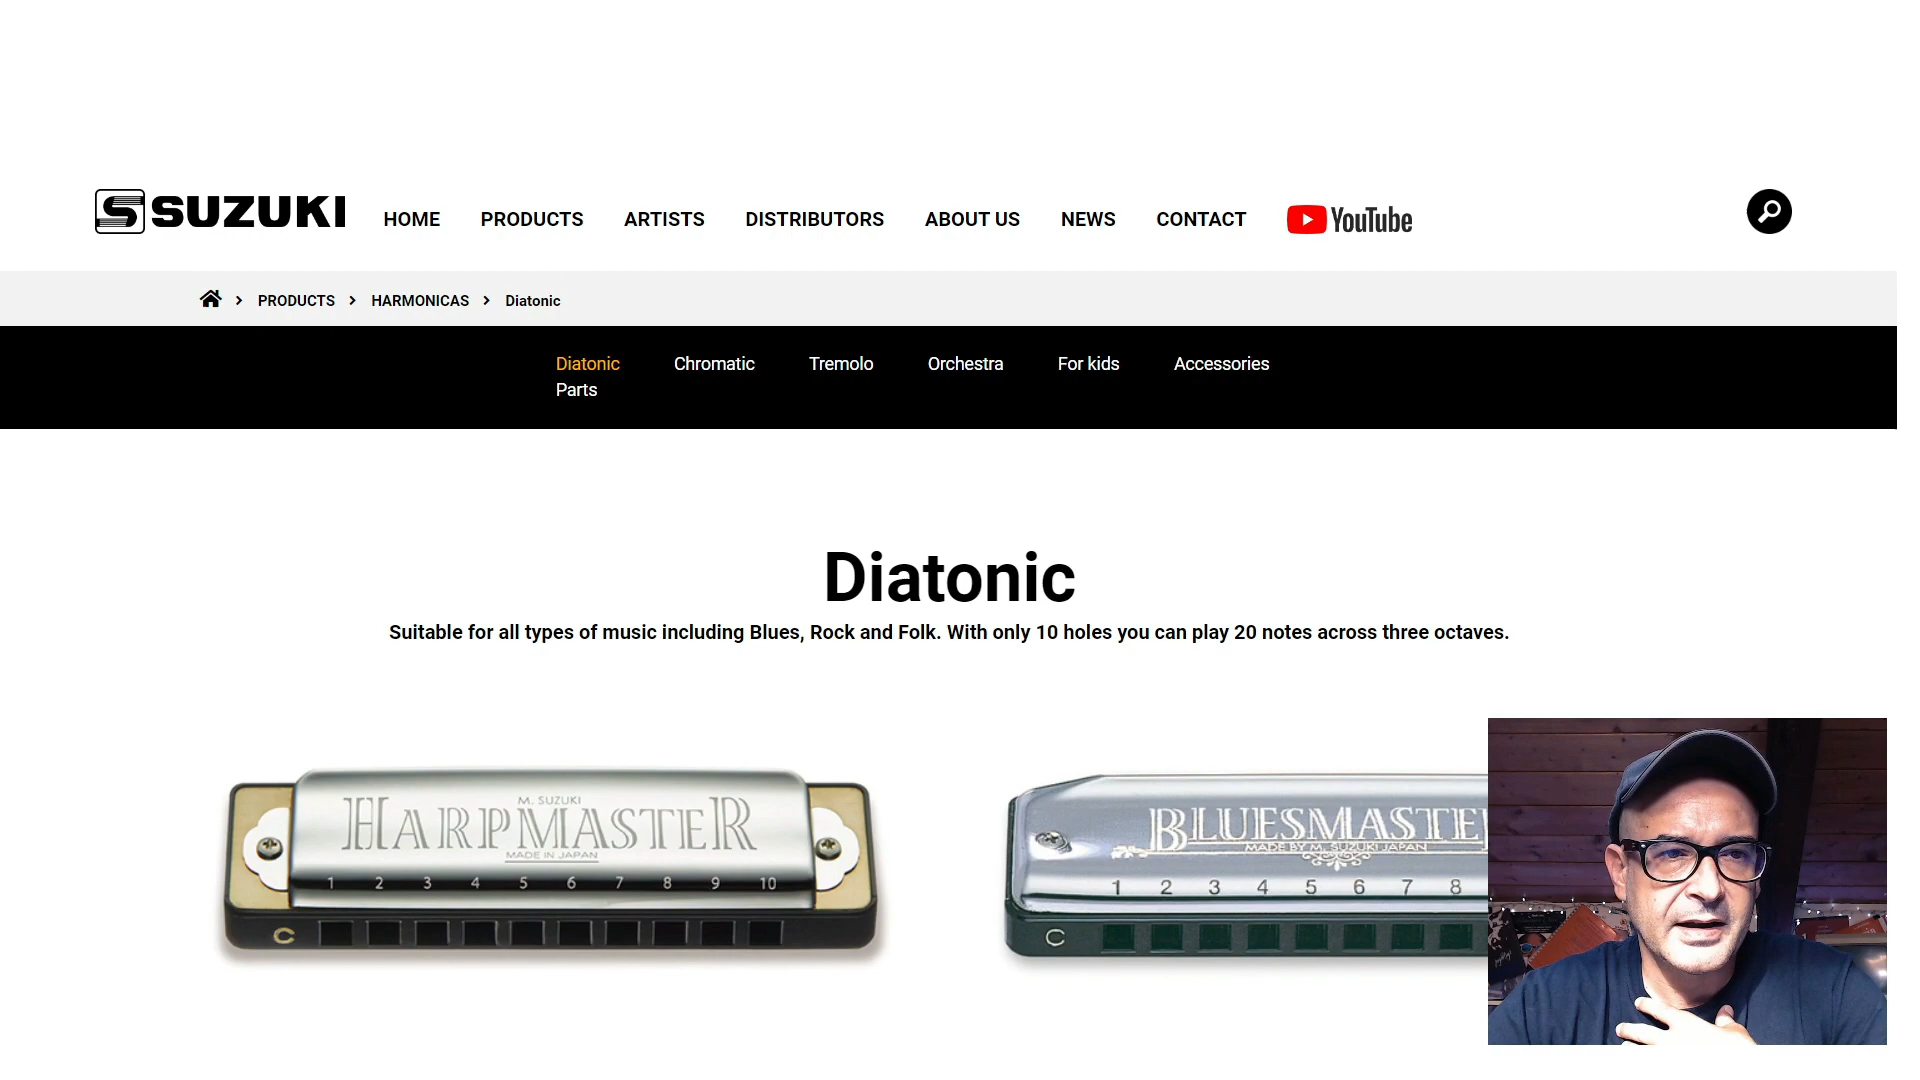 SUZUKI
HOME PRODUCTS ARTISTS DISTRIBUTORS ABOUT US NEWS CONTACT YouTube
PRODUCTS > HARMONICAS > Diatonic
Diatonic Chromatic Tremolo Orchestra For kids Accessories
Parts
Diatonic
Suitable for all types of music including Blues, Rock and Folk. With only 10 holes you can play 20 notes across three octaves.
M. SUZUKI
HARPMASTER
MADE IN JAPAN
1 2 3 4 5 6 7 8 9 10
C
BLUESMASTE
MADE BY M. SUZUKI JAPAN
1 2 3 4 5 6 7 8
C